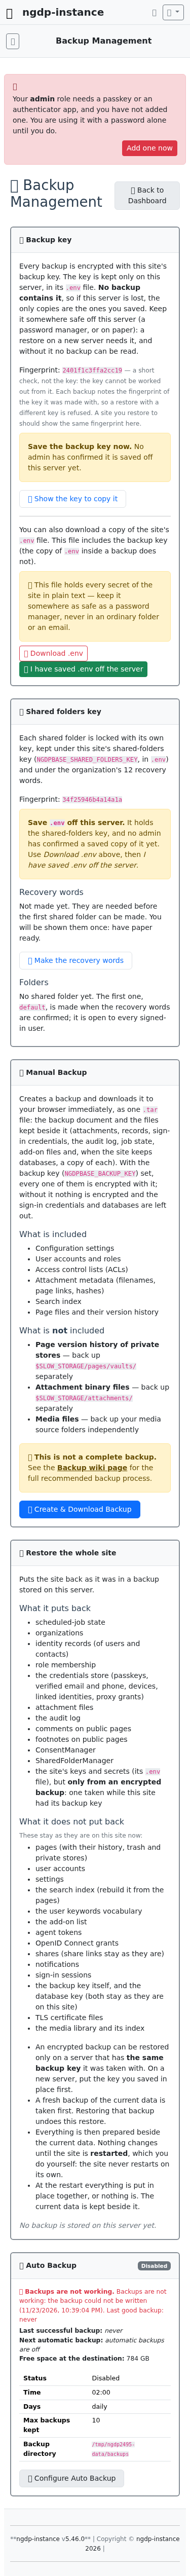 ngdp-instance
Backup Management
Your admin role needs a passkey or an
authenticator app, and you have not added
one. You are using it with a password alone
until you do.
Add one now
Backup
Management
Back to
Dashboard
Backup key
Every backup is encrypted with this site's
backup key. The key is kept only on this
server, in its .env file. No backup
contains it, so if this server is lost, the
only copies are the ones you saved. Keep
it somewhere safe off this server (a
password manager, or on paper): a
restore on a new server needs it, and
without it no backup can be read.
Fingerprint: 2401f1c3ffa2cc19 — a short
check, not the key: the key cannot be worked
out from it. Each backup notes the fingerprint of
the key it was made with, so a restore with a
different key is refused. A site you restore to
should show the same fingerprint here.
Save the backup key now. No
admin has confirmed it is saved off
this server yet.
Show the key to copy it
You can also download a copy of the site's
.env file. This file includes the backup key
(the copy of .env inside a backup does
not).
This file holds every secret of the
site in plain text — keep it
somewhere as safe as a password
manager, never in an ordinary folder
or an email.
Download .env
I have saved .env off the server
Shared folders key
Each shared folder is locked with its own
key, kept under this site's shared-folders
key (NGDPBASE_SHARED_FOLDERS_KEY, in .env)
and under the organization's 12 recovery
words.
Fingerprint: 34f25946b4a14a1a
Save .env off this server. It holds
the shared-folders key, and no admin
has confirmed a saved copy of it yet.
Use Download .env above, then I
have saved .env off the server.
Recovery words
Not made yet. They are needed before
the first shared folder can be made. You
will be shown them once: have paper
ready.
Make the recovery words
Folders
No shared folder yet. The first one,
default, is made when the recovery words
are confirmed; it is open to every signed-
in user.
Manual Backup
Creates a backup and downloads it to
your browser immediately, as one .tar
file: the backup document and the files
kept beside it (attachments, records, sign-
in credentials, the audit log, job state,
add-on files and, when the site keeps
databases, a copy of each). With the
backup key (NGDPBASE_BACKUP_KEY) set,
every one of them is encrypted with it;
without it nothing is encrypted and the
sign-in credentials and databases are left
out.
What is included
Configuration settings
User accounts and roles
Access control lists (ACLs)
Attachment metadata (filenames,
page links, hashes)
Search index
Page files and their version history
What is not included
Page version history of private
stores — back up
$SLOW_STORAGE/pages/vaults/
separately
Attachment binary files — back up
$SLOW_STORAGE/attachments/
separately
Media files — back up your media
source folders independently
This is not a complete backup.
See the Backup wiki page for the
full recommended backup process.
Create & Download Backup
Restore the whole site
Puts the site back as it was in a backup
stored on this server.
What it puts back
scheduled-job state
organizations
identity records (of users and
contacts)
role membership
the credentials store (passkeys,
verified email and phone, devices,
linked identities, proxy grants)
attachment files
the audit log
comments on public pages
footnotes on public pages
ConsentManager
SharedFolderManager
the site's keys and secrets (its .env
file), but only from an encrypted
backup: one taken while this site
had its backup key
What it does not put back
These stay as they are on this site now:
pages (with their history, trash and
private stores)
user accounts
settings
the search index (rebuild it from the
pages)
the user keywords vocabulary
the add-on list
agent tokens
OpenID Connect grants
shares (share links stay as they are)
notifications
sign-in sessions
the backup key itself, and the
database key (both stay as they are
on this site)
TLS certificate files
the media library and its index
An encrypted backup can be restored
only on a server that has the same
backup key it was taken with. On a
new server, put the key you saved in
place first.
A fresh backup of the current data is
taken first. Restoring that backup
undoes this restore.
Everything is then prepared beside
the current data. Nothing changes
until the site is restarted, which you
do yourself: the site never restarts on
its own.
At the restart everything is put in
place together, or nothing is. The
current data is kept beside it.
No backup is stored on this server yet.
Auto Backup
Disabled
Backups are not working. Backups are not
working: the backup could not be written
(11/23/2026, 10:39:04 PM). Last good backup:
never
Last successful backup: never
Next automatic backup: automatic backups
are off
Free space at the destination: 784 GB
Status Disabled
Time 02:00
Days daily
Max backups 10
kept
Backup /tmp/ngdp2495-
directory data/backups
Configure Auto Backup
**ngdp-instance v5.46.0** | Copyright © ngdp-instance
2026 |